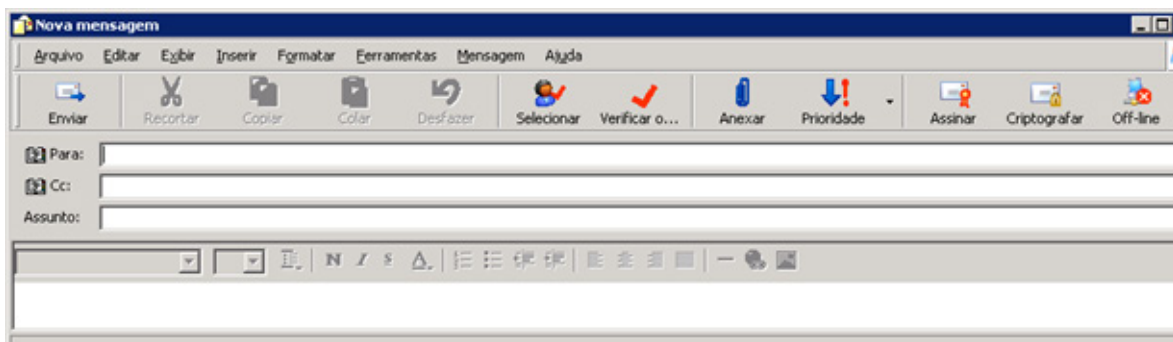 Nova mensagem
Arquivo Editar Exibir Inserir Formatar Ferramentas Mensagem Ajuda
Enviar Recortar Copiar Colar Desfazer Selecionar Verificar o... Anexar Prioridade Assinar Criptografar Off-line
Para:
Cc:
Assunto:
N I S A